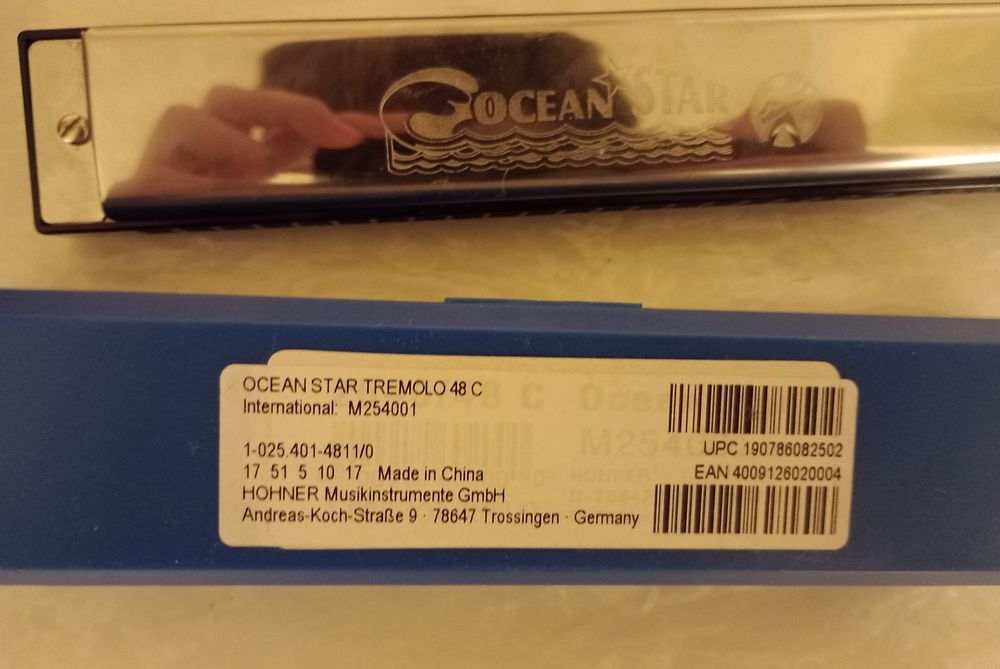 OCEAN STAR
OCEAN STAR TREMOLO 48 C
International: M254001
1-025.401-4811/0
17 51 5 10 17 Made in China
HOHNER Musikinstrumente GmbH
Andreas-Koch-Straße 9 · 78647 Trossingen · Germany
UPC 190786082502
EAN 4009126020004